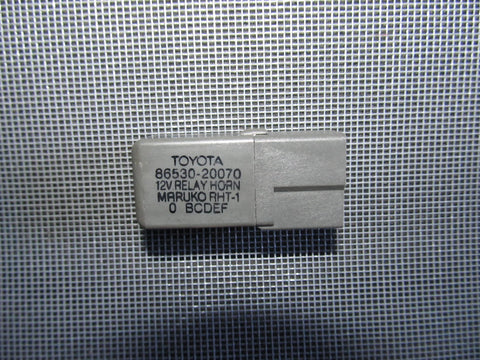 TOYOTA
86530-20070
12V RELAY HORN
MARUKO RHT-1
0 BCDEF